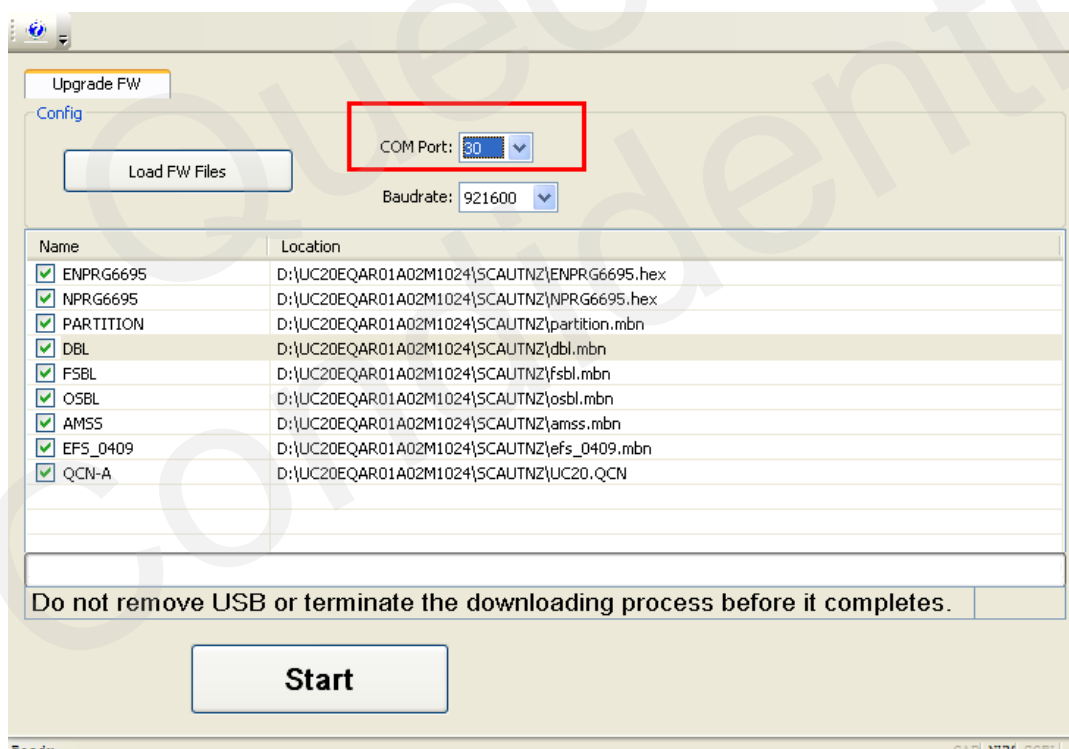 Upgrade FW
Config
Load FW Files
COM Port: 30
Baudrate: 921600
Name Location
ENPRG6695 D:\UC20EQAR01A02M1024\SCAUTNZ\ENPRG6695.hex
NPRG6695 D:\UC20EQAR01A02M1024\SCAUTNZ\NPRG6695.hex
PARTITION D:\UC20EQAR01A02M1024\SCAUTNZ\partition.mbn
DBL D:\UC20EQAR01A02M1024\SCAUTNZ\dbl.mbn
FSBL D:\UC20EQAR01A02M1024\SCAUTNZ\fsbl.mbn
OSBL D:\UC20EQAR01A02M1024\SCAUTNZ\osbl.mbn
AMSS D:\UC20EQAR01A02M1024\SCAUTNZ\amss.mbn
EFS_0409 D:\UC20EQAR01A02M1024\SCAUTNZ\efs_0409.mbn
QCN-A D:\UC20EQAR01A02M1024\SCAUTNZ\UC20.QCN
Do not remove USB or terminate the downloading process before it completes.
Start